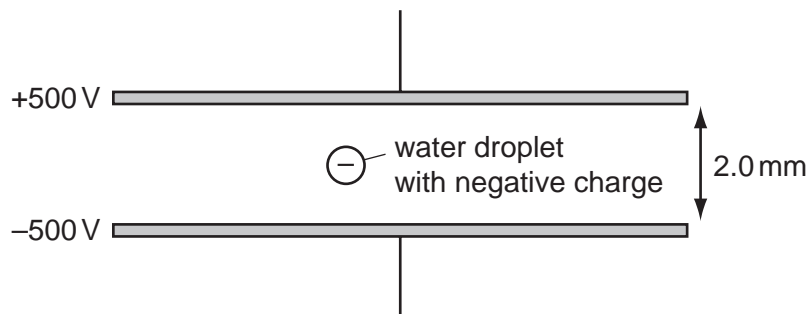 +500 V
−
water droplet
with negative charge
2.0 mm
–500 V